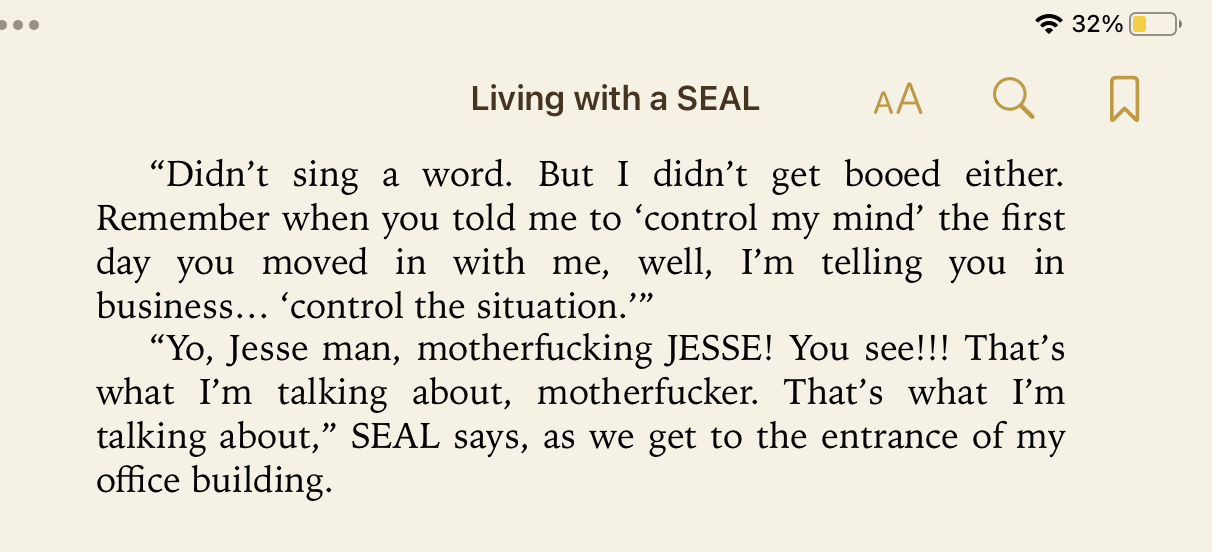 32%
Living with a SEAL
AA
“Didn’t sing a word. But I didn’t get booed either.
Remember when you told me to ‘control my mind’ the first
day you moved in with me, well, I’m telling you in
business… ‘control the situation.’”
“Yo, Jesse man, motherfucking JESSE! You see!!! That’s
what I’m talking about, motherfucker. That’s what I’m
talking about,” SEAL says, as we get to the entrance of my
office building.